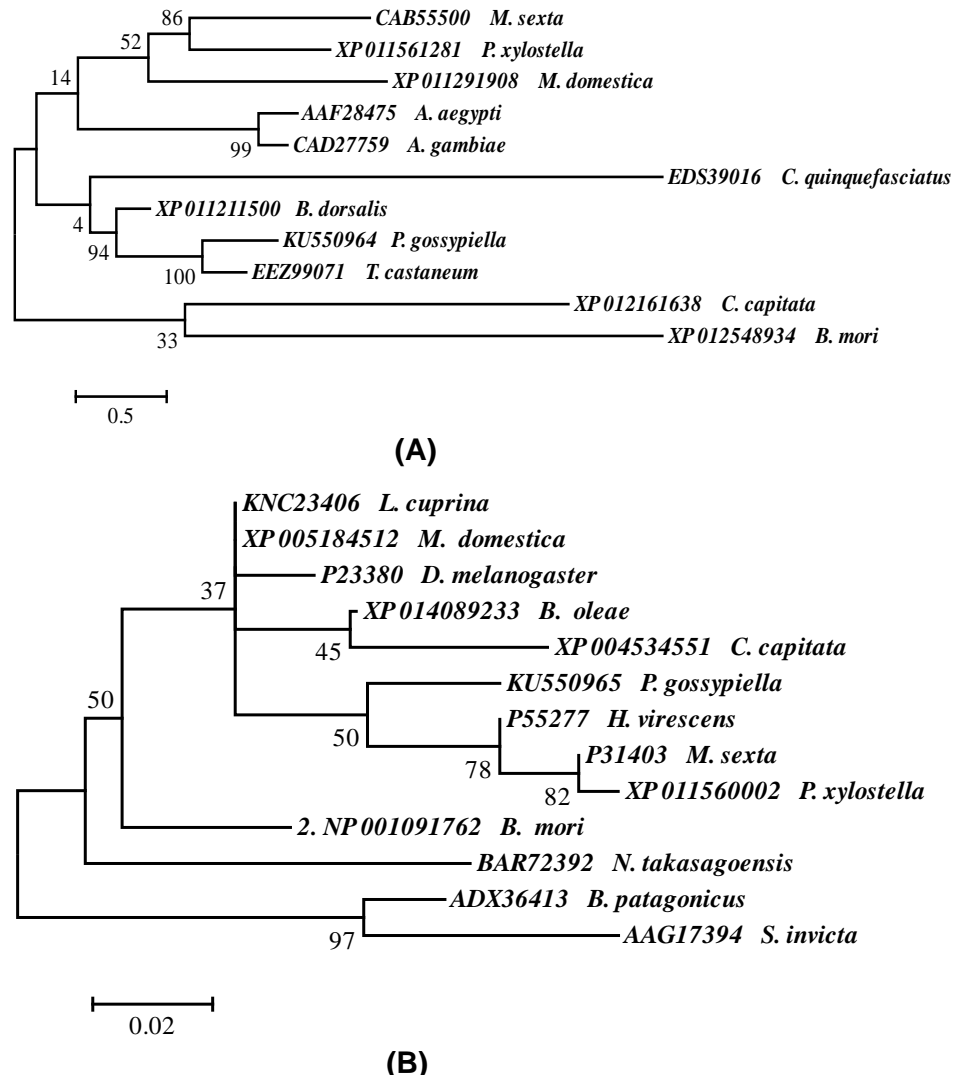 86
CAB55500 M. sexta
52
XP 011561281 P. xylostella
14
XP 011291908 M. domestica
AAF28475 A. aegypti
99
CAD27759 A. gambiae
EDS39016 C. quinquefasciatus
4
XP 011211500 B. dorsalis
94
KU550964 P. gossypiella
100
EEZ99071 T. castaneum
XP 012161638 C. capitata
33
XP 012548934 B. mori
0.5
(A)
KNC23406 L. cuprina
XP 005184512 M. domestica
37
P23380 D. melanogaster
XP 014089233 B. oleae
45
XP 004534551 C. capitata
KU550965 P. gossypiella
50
50
P55277 H. virescens
78
P31403 M. sexta
82
XP 011560002 P. xylostella
2. NP 001091762 B. mori
BAR72392 N. takasagoensis
ADX36413 B. patagonicus
97
AAG17394 S. invicta
0.02
(B)